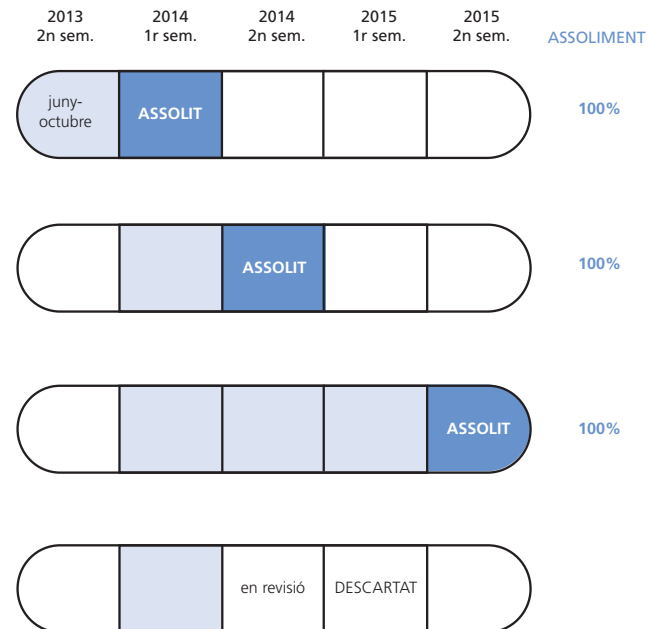 2013 2014 2014 2015 2015
2n sem. 1r sem. 2n sem. 1r sem. 2n sem. ASSOLIMENT
juny-
octubre ASSOLIT 100%
ASSOLIT 100%
ASSOLIT 100%
en revisió DESCARTAT